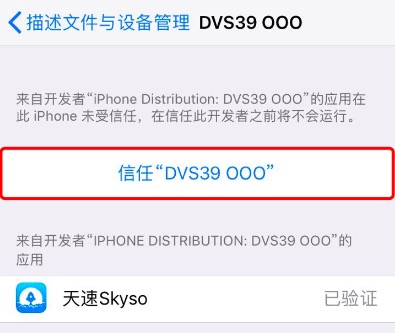 描述文件与设备管理 DVS39 OOO
来自开发者“iPhone Distribution: DVS39 OOO”的应用在
此 iPhone 未受信任，在信任此开发者之前将不会运行。
信任“DVS39 OOO”
来自开发者“IPHONE DISTRIBUTION: DVS39 OOO”的
应用
天速Skyso 已验证